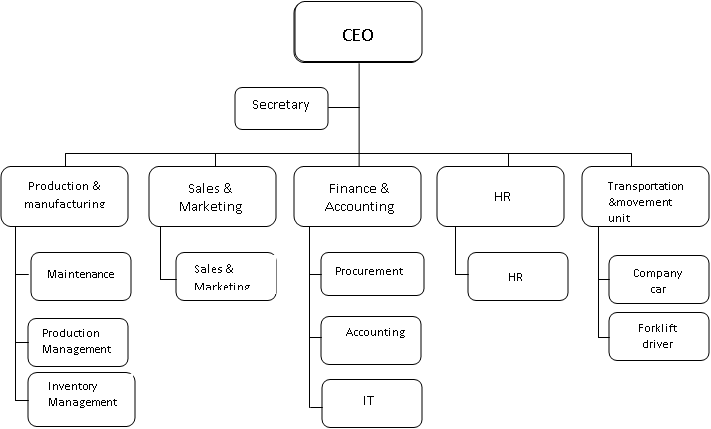 CEO
Secretary
Production &
manufacturing
Sales &
Marketing
Finance &
Accounting
HR
Transportation
&movement
unit
Maintenance
Sales &
Marketing
Procurement
HR
Company
car
Production
Management
Accounting
Forklift
driver
Inventory
Management
IT